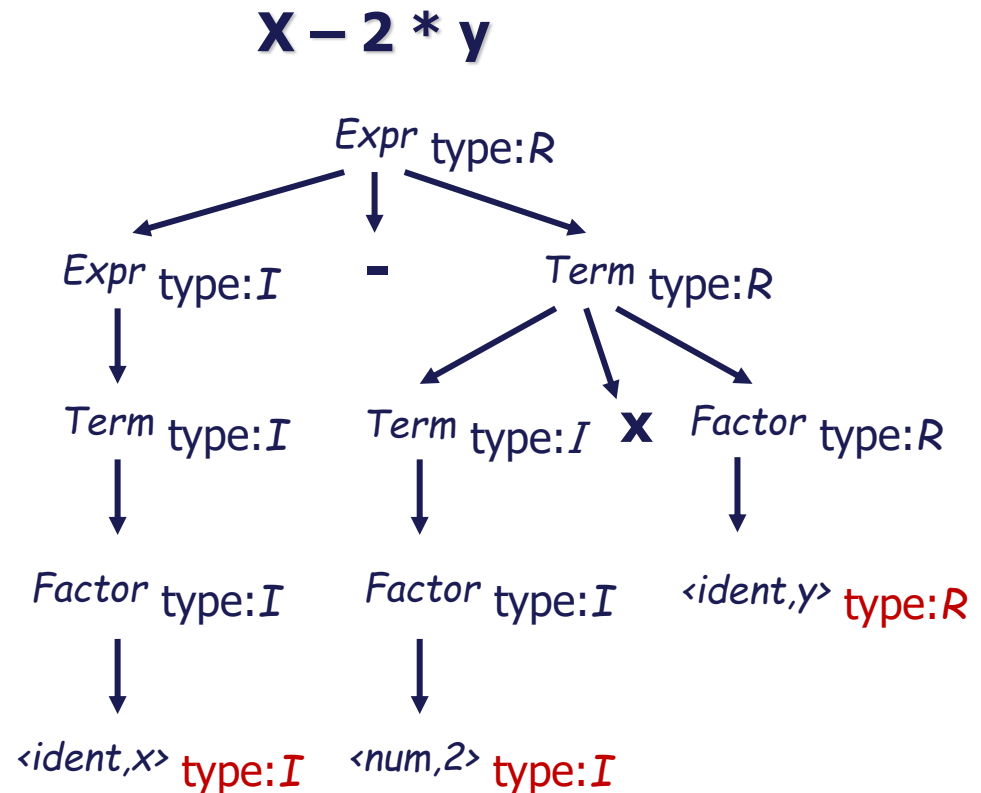 X – 2 * y
Expr type:R
Expr type:I - Term type:R
Term type:I Term type:I x Factor type:R
Factor type:I Factor type:I <ident,y> type:R
<ident,x> type:I <num,2> type:I